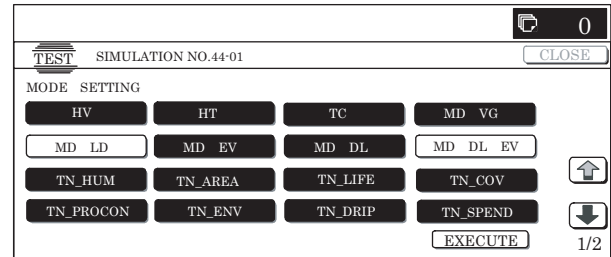 0
TEST SIMULATION NO.44-01 CLOSE
MODE SETTING
HV HT TC MD VG
MD LD MD EV MD DL MD DL EV
TN_HUM TN_AREA TN_LIFE TN_COV
TN_PROCON TN_ENV TN_DRIP TN_SPEND
EXECUTE 1/2